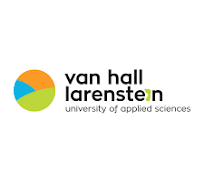 van hall
larenstein
university of applied sciences